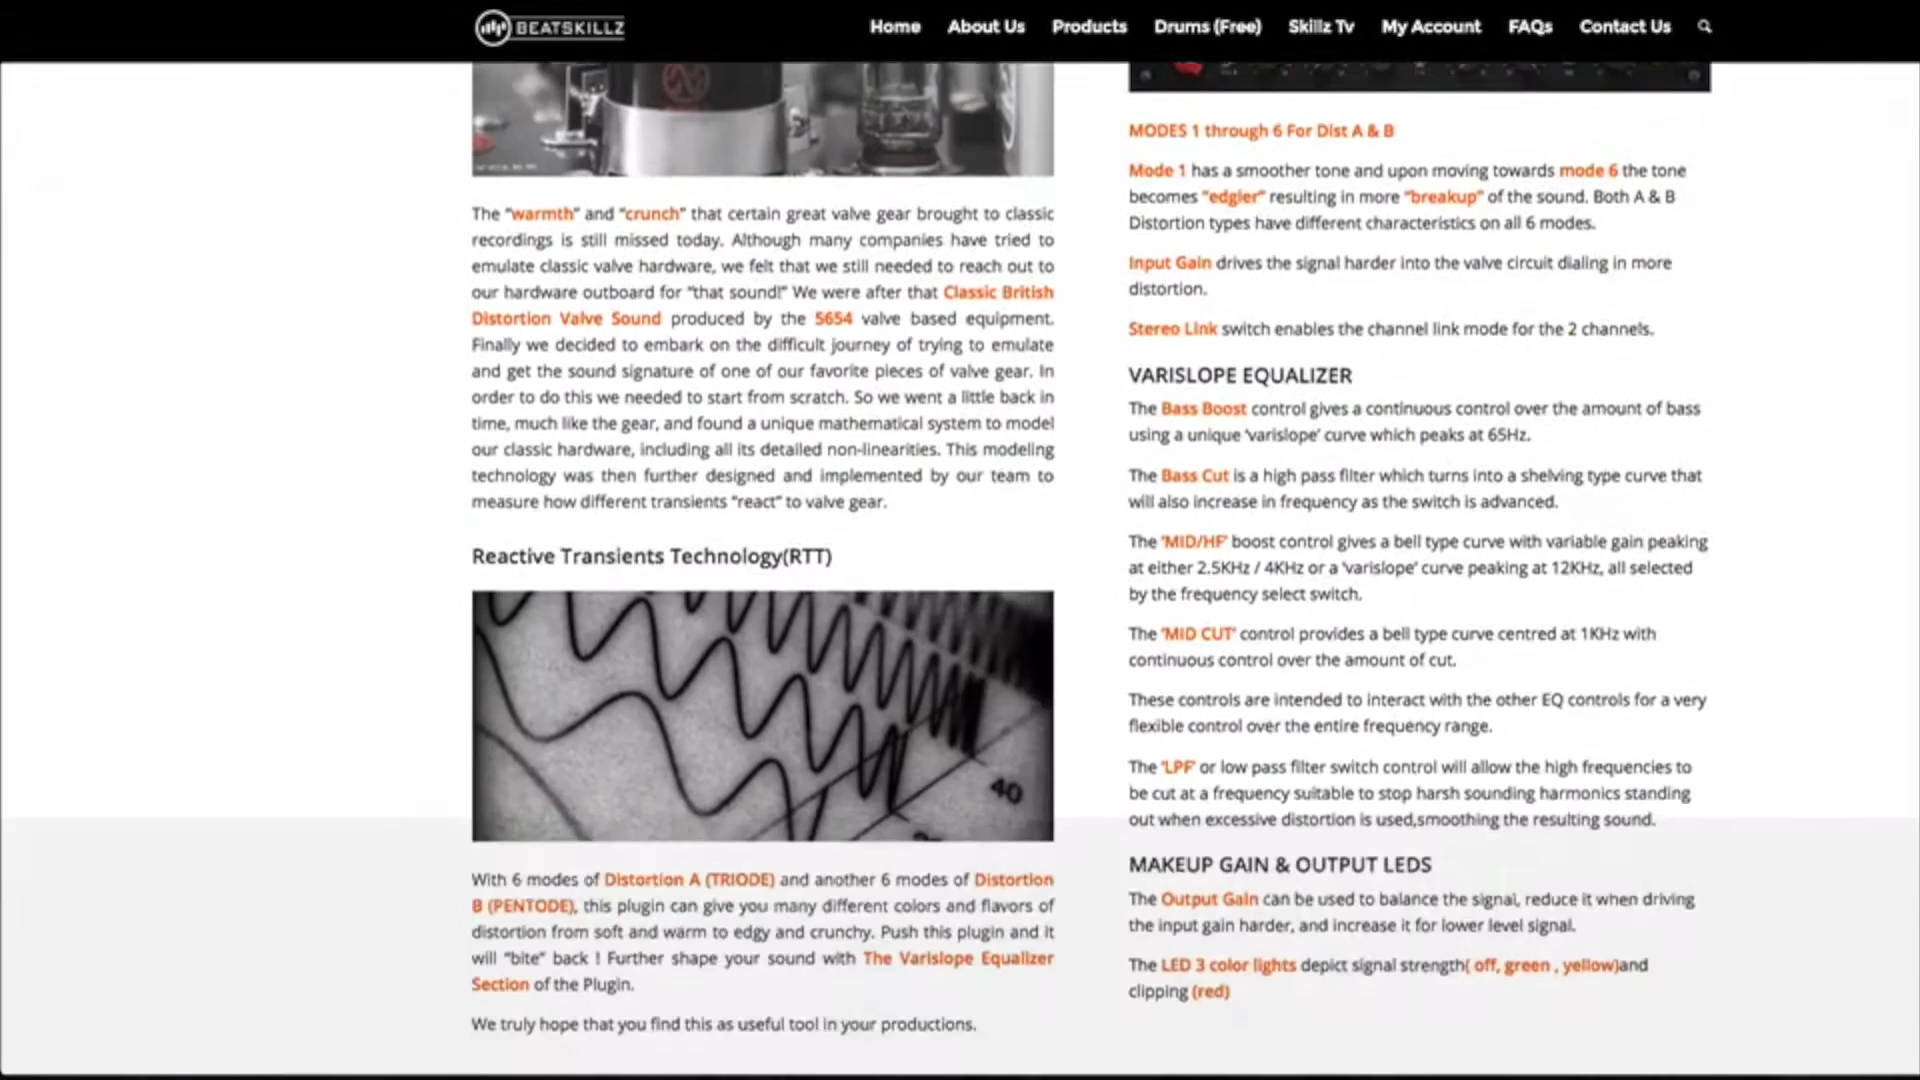 BEATSKILLZ
Home About Us Products Drums (Free) Skillz Tv My Account FAQs Contact Us
The "warmth" and "crunch" that certain great valve gear brought to classic
recordings is still missed today. Although many companies have tried to
emulate classic valve hardware, we felt that we still needed to reach out to
our hardware outboard for "that sound!" We were after that Classic British
Distortion Valve Sound produced by the 5654 valve based equipment.
Finally we decided to embark on the difficult journey of trying to emulate
and get the sound signature of one of our favorite pieces of valve gear. In
order to do this we needed to start from scratch. So we went a little back in
time, much like the gear, and found a unique mathematical system to model
our classic hardware, including all its detailed non-linearities. This modeling
technology was then further designed and implemented by our team to
measure how different transients "react" to valve gear.
Reactive Transients Technology(RTT)
40
With 6 modes of Distortion A (TRIODE) and another 6 modes of Distortion
B (PENTODE), this plugin can give you many different colors and flavors of
distortion from soft and warm to edgy and crunchy. Push this plugin and it
will "bite" back ! Further shape your sound with The Varislope Equalizer
Section of the Plugin.
We truly hope that you find this as useful tool in your productions.
MODES 1 through 6 For Dist A & B
Mode 1 has a smoother tone and upon moving towards mode 6 the tone
becomes "edgier" resulting in more "breakup" of the sound. Both A & B
Distortion types have different characteristics on all 6 modes.
Input Gain drives the signal harder into the valve circuit dialing in more
distortion.
Stereo Link switch enables the channel link mode for the 2 channels.
VARISLOPE EQUALIZER
The Bass Boost control gives a continuous control over the amount of bass
using a unique 'varislope' curve which peaks at 65Hz.
The Bass Cut is a high pass filter which turns into a shelving type curve that
will also increase in frequency as the switch is advanced.
The 'MID/HF' boost control gives a bell type curve with variable gain peaking
at either 2.5KHz / 4KHz or a 'varislope' curve peaking at 12KHz, all selected
by the frequency select switch.
The 'MID CUT' control provides a bell type curve centred at 1KHz with
continuous control over the amount of cut.
These controls are intended to interact with the other EQ controls for a very
flexible control over the entire frequency range.
The 'LPF' or low pass filter switch control will allow the high frequencies to
be cut at a frequency suitable to stop harsh sounding harmonics standing
out when excessive distortion is used,smoothing the resulting sound.
MAKEUP GAIN & OUTPUT LEDS
The Output Gain can be used to balance the signal, reduce it when driving
the input gain harder, and increase it for lower level signal.
The LED 3 color lights depict signal strength( off, green , yellow)and
clipping (red)